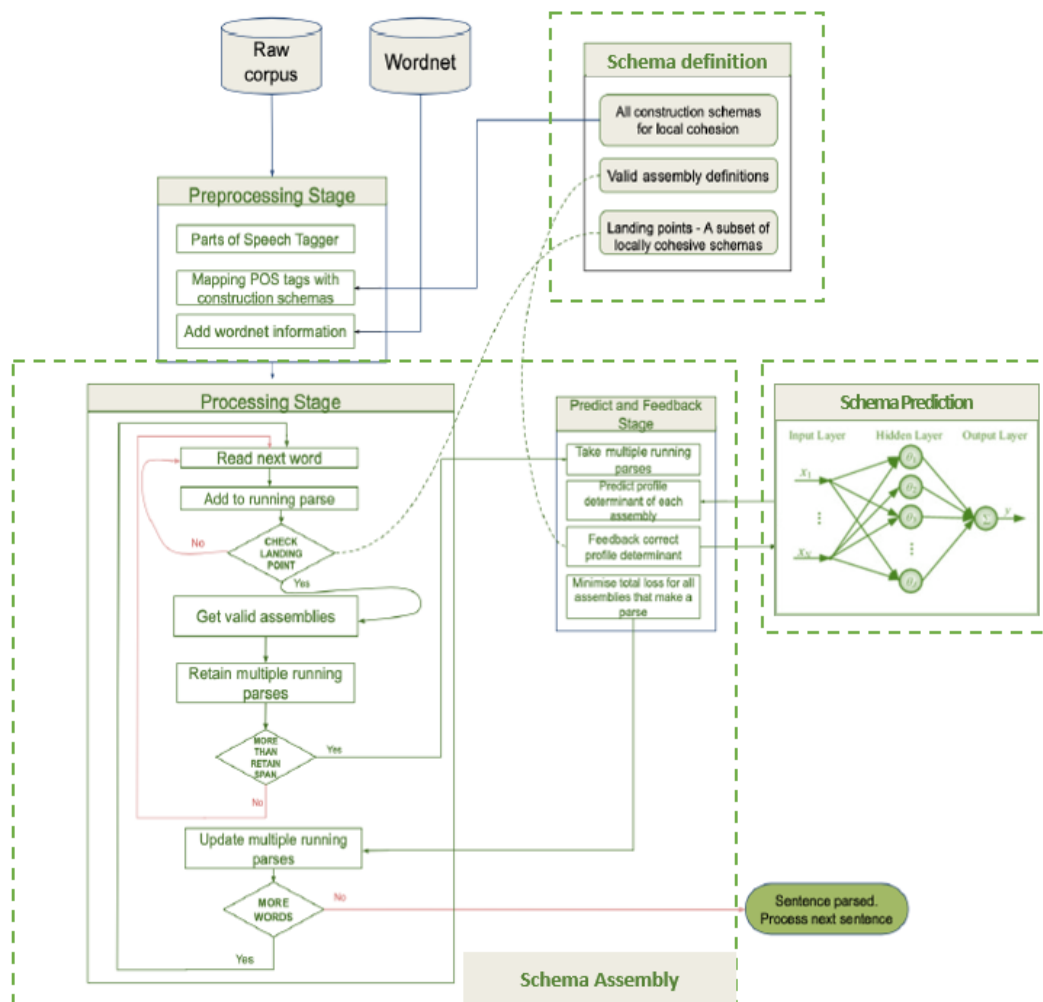 Raw
corpus
Wordnet
Schema definition
All construction schemas
for local cohesion
Valid assembly definitions
Landing points - A subset of
locally cohesive schemas
Preprocessing Stage
Parts of Speech Tagger
Mapping POS tags with
construction schemas
Add wordnet information
Processing Stage
Read next word
Add to running parse
No
CHECK
LANDING
POINT
Yes
Get valid assemblies
Retain multiple running
parses
MORE
THAN
RETAIN
SPAN
Yes
No
Update multiple running
parses
MORE
WORDS
No
Yes
Predict and Feedback
Stage
Take multiple running
parses
Predict profile
determinant of each
assembly
Feedback correct
profile determinant
Minimise total loss for all
assemblies that make a
parse
Schema Prediction
Input Layer Hidden Layer Output Layer
x1
⋮
xN
θ1
θ2
θ3
⋮
Σ
y
Sentence parsed.
Process next sentence
Schema Assembly